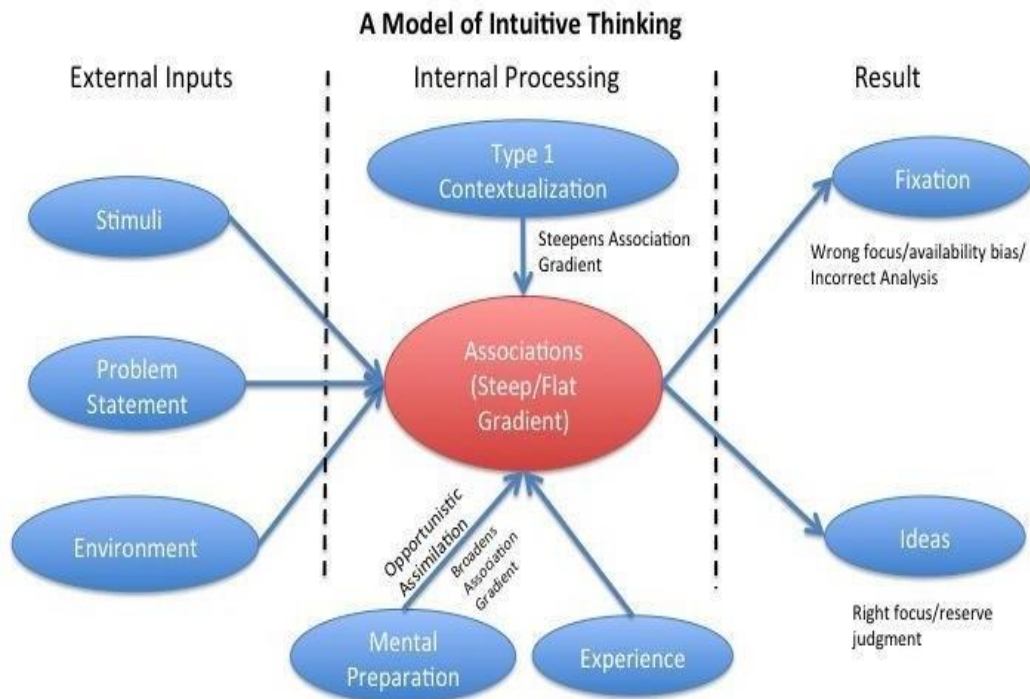 A Model of Intuitive Thinking
External Inputs
Internal Processing
Result
Type 1
Contextualization
Fixation
Stimuli
Steepens Association
Gradient
Wrong focus/availability bias/
Incorrect Analysis
Problem
Statement
Associations
(Steep/Flat
Gradient)
Environment
Opportunistic
Assimilation
Broadens
Association
Gradient
Ideas
Right focus/reserve
judgment
Mental
Preparation
Experience